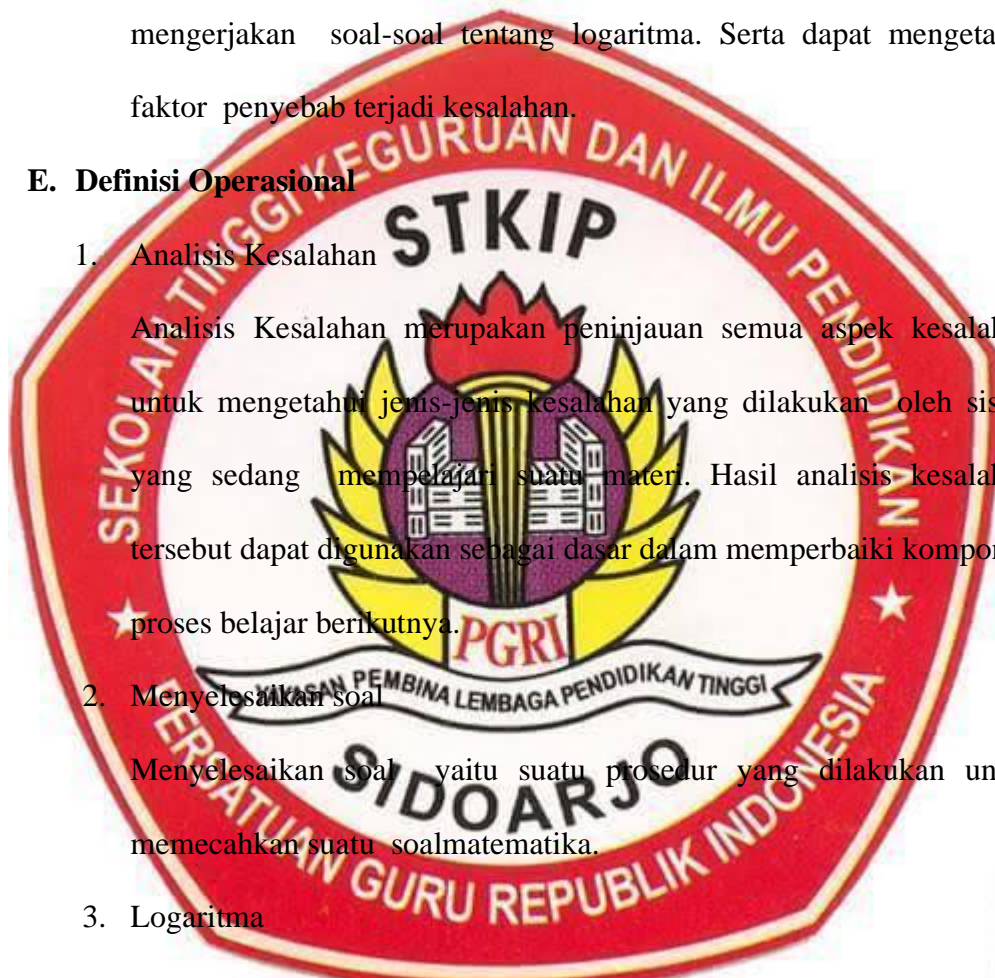 mengerjakan soal-soal tentang logaritma. Serta dapat mengeta
faktor penyebab terjadi kesalahan.
E. Definisi Operasional
1. Analisis Kesalahan
Analisis Kesalahan merupakan peninjauan semua aspek kesalah
untuk mengetahui jenis-jenis kesalahan yang dilakukan oleh sis
yang sedang mempelajari suatu materi. Hasil analisis kesalah
tersebut dapat digunakan sebagai dasar dalam memperbaiki kompon
proses belajar berikutnya.
2. Menyelesaikan soal
Menyelesaikan soal yaitu suatu prosedur yang dilakukan un
memecahkan suatu soalmatematika.
3. Logaritma
SEKOLAH TINGGI KEGURUAN DAN ILMU PENDIDIKAN
STKIP
PGRI
YAYASAN PEMBINA LEMBAGA PENDIDIKAN TINGGI
SIDOARJO
PERSATUAN GURU REPUBLIK INDONESIA